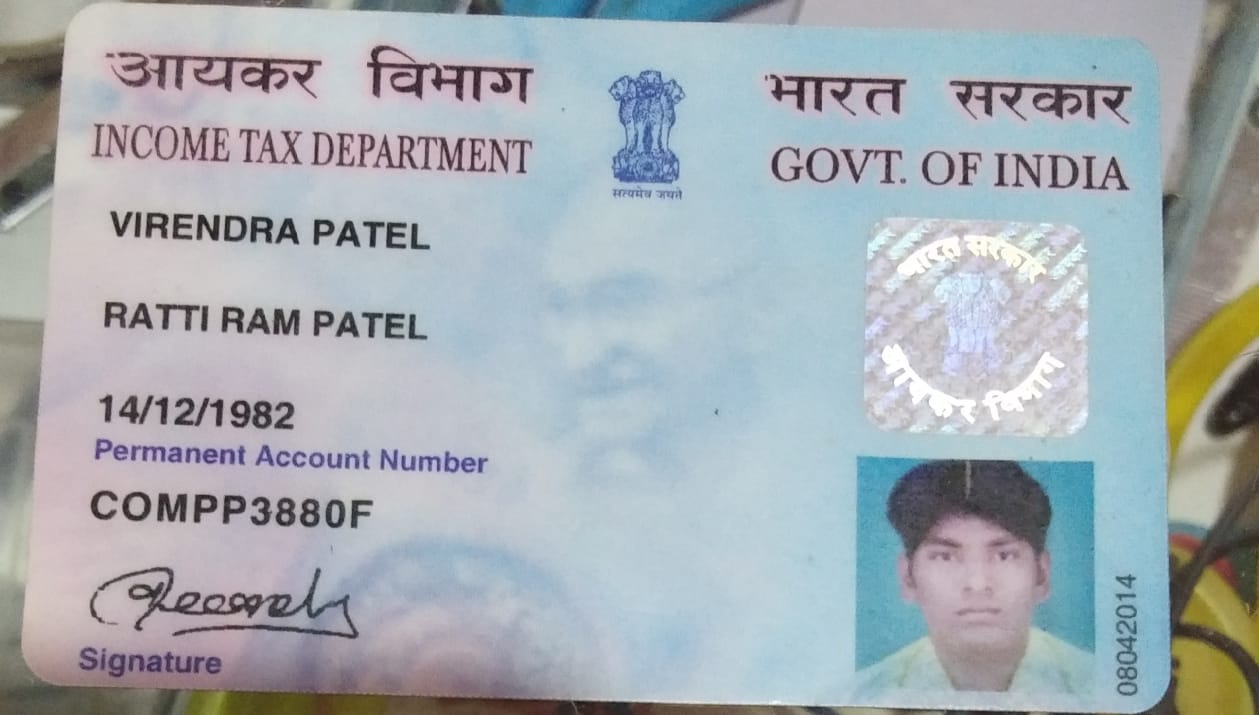 आयकर विभाग
INCOME TAX DEPARTMENT
सत्यमेव जयते
भारत सरकार
GOVT. OF INDIA
VIRENDRA PATEL
RATTI RAM PATEL
14/12/1982
Permanent Account Number
COMPP3880F
Signature
भारत सरकार
आयकर विभाग
08042014